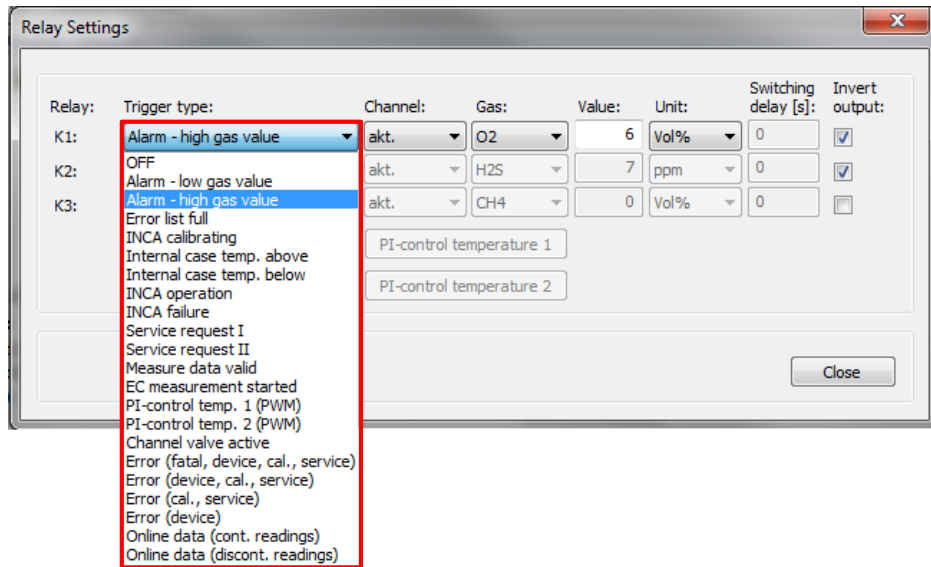 Relay Settings
x
Switching Invert
Relay: Trigger type: Channel: Gas: Value: Unit: delay [s]: output:
K1: Alarm - high gas value akt. O2 6 Vol% 0
OFF
K2: akt. H2S 7 ppm 0
Alarm - low gas value
Alarm - high gas value
K3: akt. CH4 0 Vol% 0
Error list full
INCA calibrating
PI-control temperature 1
Internal case temp. above
Internal case temp. below
PI-control temperature 2
INCA operation
INCA failure
Service request I
Service request II
Measure data valid
Close
EC measurement started
PI-control temp. 1 (PWM)
PI-control temp. 2 (PWM)
Channel valve active
Error (fatal, device, cal., service)
Error (device, cal., service)
Error (cal., service)
Error (device)
Online data (cont. readings)
Online data (discont. readings)